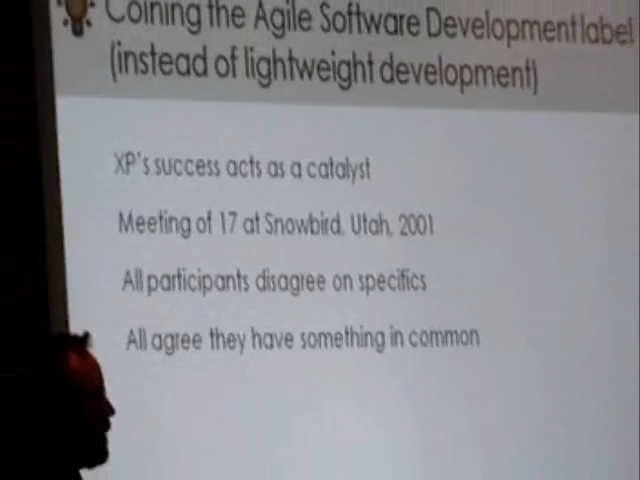 Coining the Agile Software Development label
(instead of lightweight development)
XP's success acts as a catalyst
Meeting of 17 at Snowbird, Utah, 2001
All participants disagree on specifics
All agree they have something in common